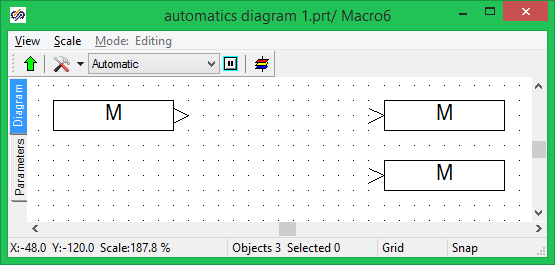 automatics diagram 1.prt/ Macro6
View Scale Mode: Editing
Automatic
Diagram
Parameters
M M
M
X:-48.0 Y:-120.0 Scale:187.8 % Objects 3 Selected 0 Grid Snap